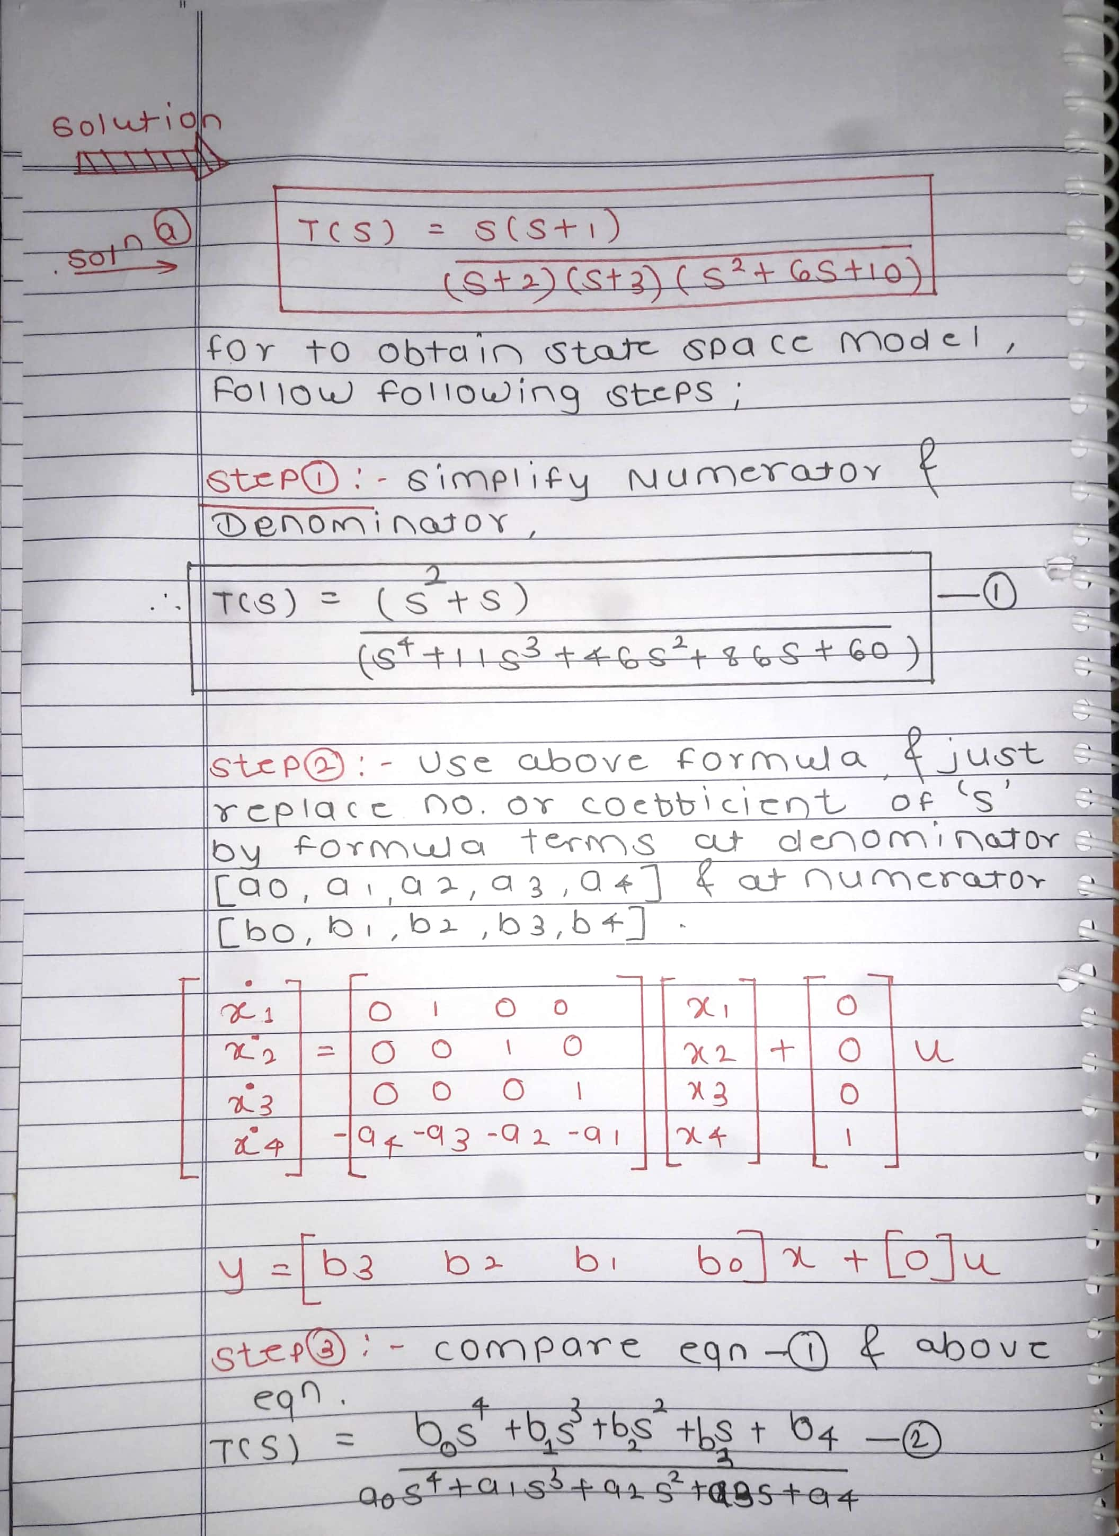 Solution
Soln (a)
T(S) = S(S+1)
(S+2)(S+3)(S²+6S+10)
for to obtain state space model,
Follow following steps;
Step①:- Simplify Numerator &
Denominator,
∴ T(S) = (S²+S) —①
(S⁴+11S³+46S²+86S+60)
Step②:- Use above formula & just
replace no. or coefficient of 'S'
by formula terms at denominator
[a0, a1, a2, a3, a4] & at numerator
[b0, b1, b2, b3, b4].
ẋ1 0 1 0 0 x1 0
ẋ2 = 0 0 1 0 x2 + 0 u
ẋ3 0 0 0 1 x3 0
ẋ4 -a4 -a3 -a2 -a1 x4 1
y = [b3 b2 b1 b0] x + [0]u
Step③:- compare eqn-① & above
eqn.
T(S) = b₀s⁴+b₁s³+b₂s²+b₃s+b4 —②
a0s⁴+a1s³+a2s²+a3s+a4